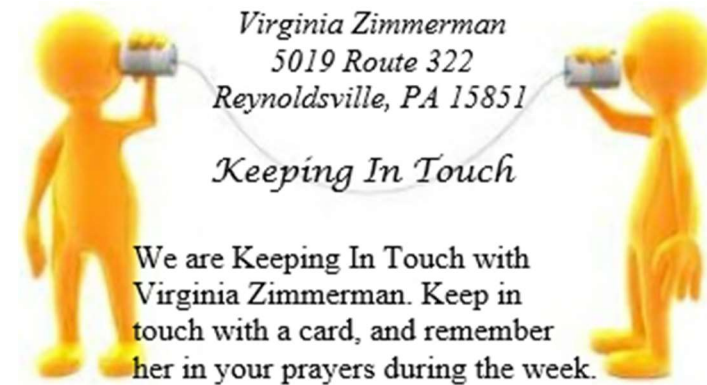 Virginia Zimmerman
5019 Route 322
Reynoldsville, PA 15851
Keeping In Touch
We are Keeping In Touch with
Virginia Zimmerman. Keep in
touch with a card, and remember
her in your prayers during the week.